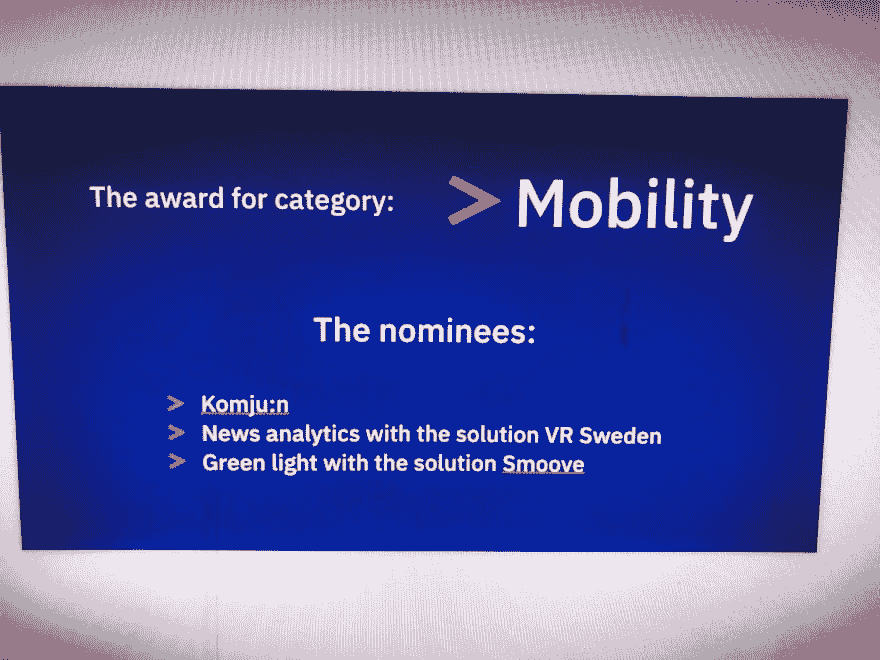 The award for category:
> Mobility
The nominees:
> Komju:n
> News analytics with the solution VR Sweden
> Green light with the solution Smoove